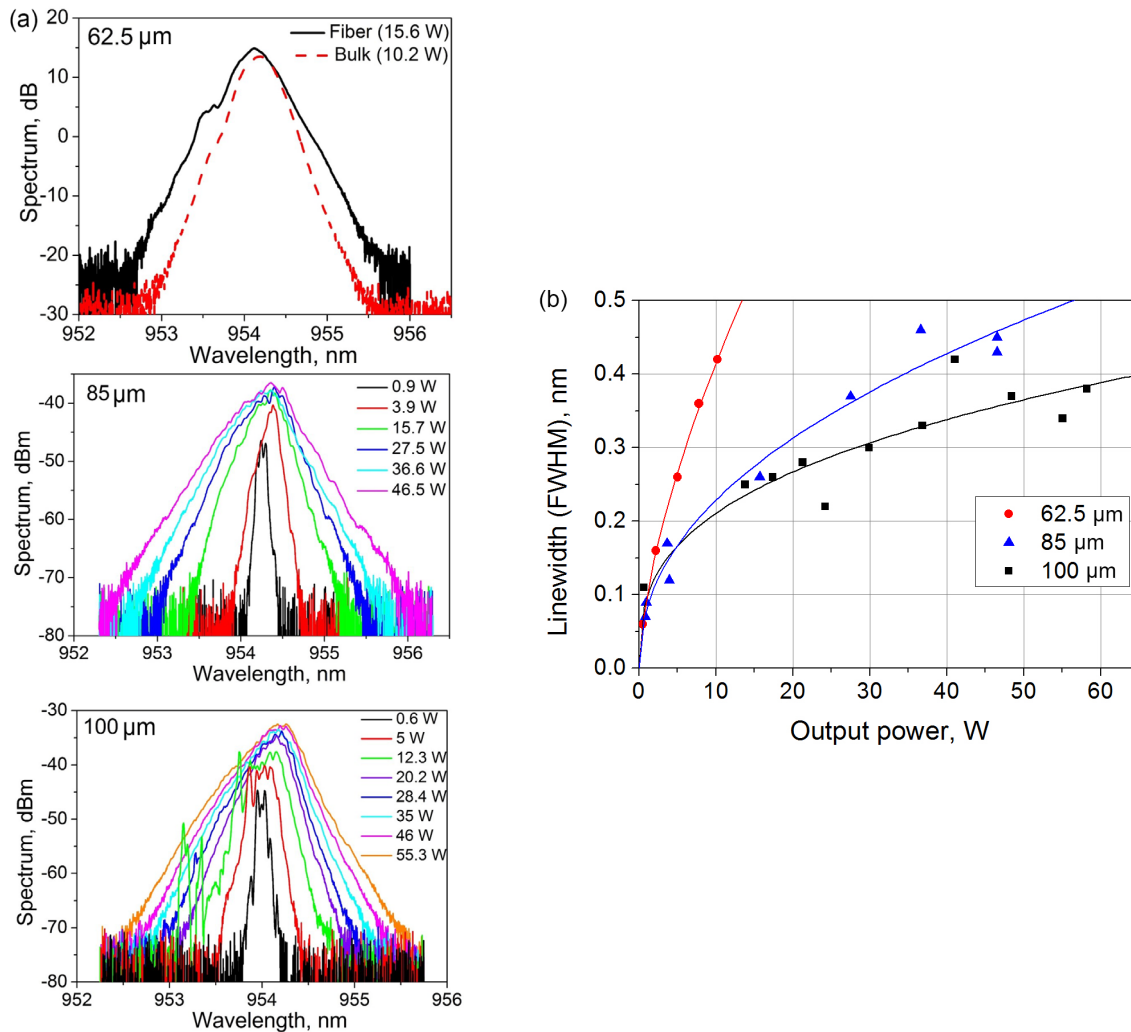 (a)
62.5 µm
Fiber (15.6 W)
Bulk (10.2 W)
20
10
0
-10
-20
-30
Spectrum, dB
952 953 954 955 956
Wavelength, nm
85 µm
0.9 W
3.9 W
15.7 W
27.5 W
36.6 W
46.5 W
-40
-50
-60
-70
-80
Spectrum, dBm
952 953 954 955 956
Wavelength, nm
100 µm
0.6 W
5 W
12.3 W
20.2 W
28.4 W
35 W
46 W
55.3 W
-30
-40
-50
-60
-70
-80
Spectrum, dBm
952 953 954 955 956
Wavelength, nm
(b)
0.5
0.4
0.3
0.2
0.1
0.0
Linewidth (FWHM), nm
62.5 µm
85 µm
100 µm
0 10 20 30 40 50 60
Output power, W